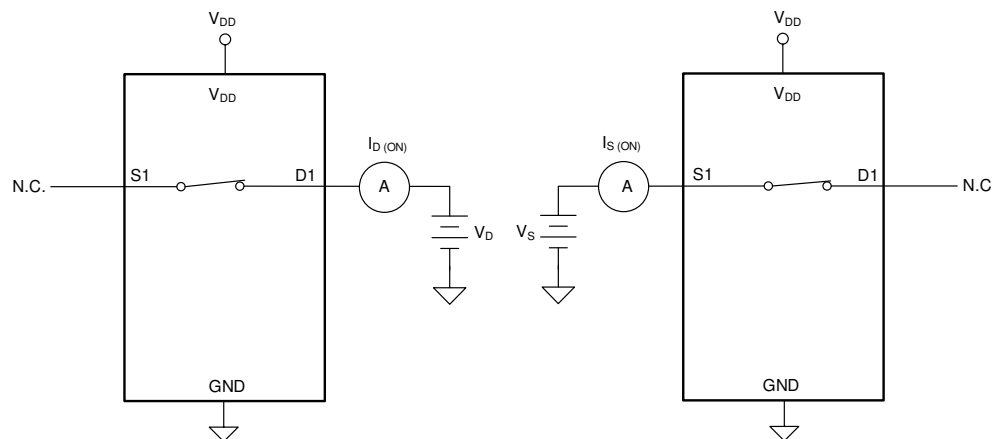 VDD
VDD
ID (ON)
N.C.
S1
D1
A
VD
GND
VDD
VDD
IS (ON)
A
S1
D1
N.C
VS
GND